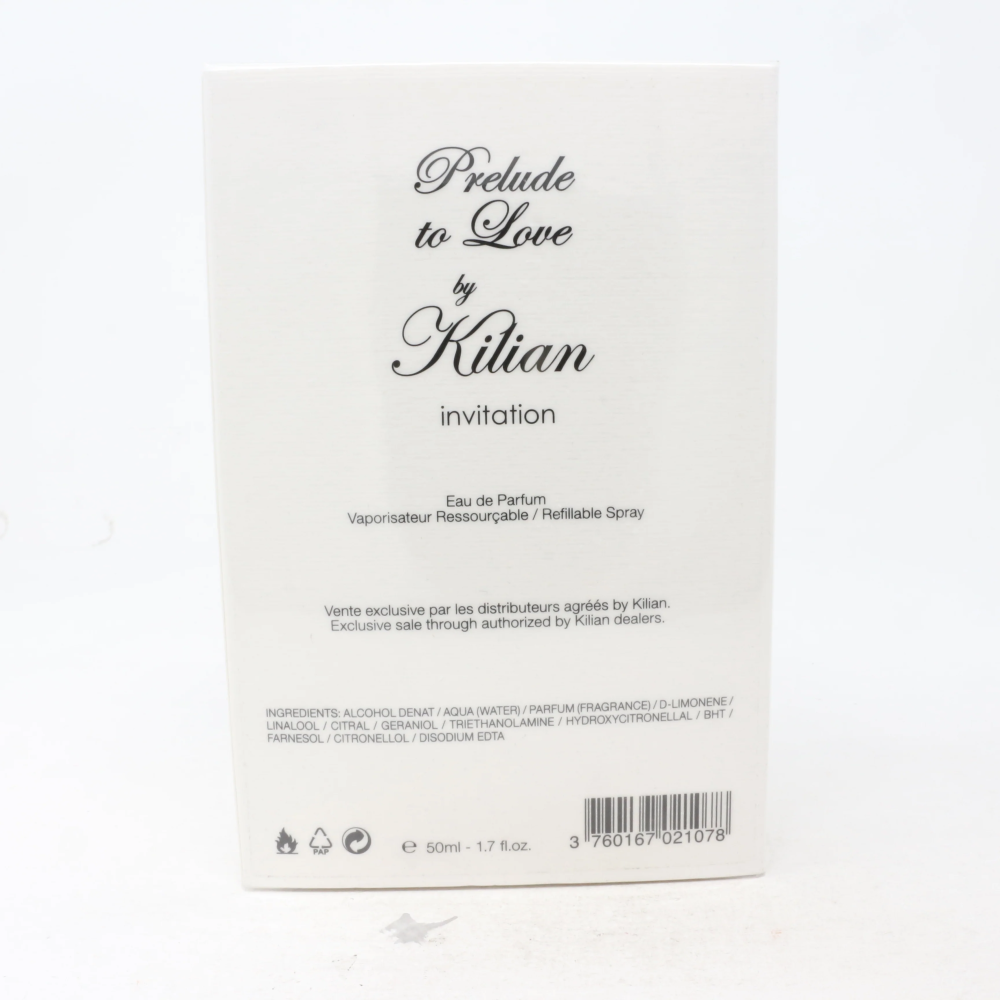 Prelude
to Love
by
Kilian
invitation
Eau de Parfum
Vaporisateur Ressourçable / Refillable Spray
Vente exclusive par les distributeurs agréés by Kilian.
Exclusive sale through authorized by Kilian dealers.
INGREDIENTS: ALCOHOL DENAT / AQUA (WATER) / PARFUM (FRAGRANCE) / D-LIMONENE /
LINALOOL / CITRAL / GERANIOL / TRIETHANOLAMINE / HYDROXYCITRONELLAL / BHT /
FARNESOL / CITRONELLOL / DISODIUM EDTA
PAP
e 50ml - 1.7 fl.oz.
3 760167 021078